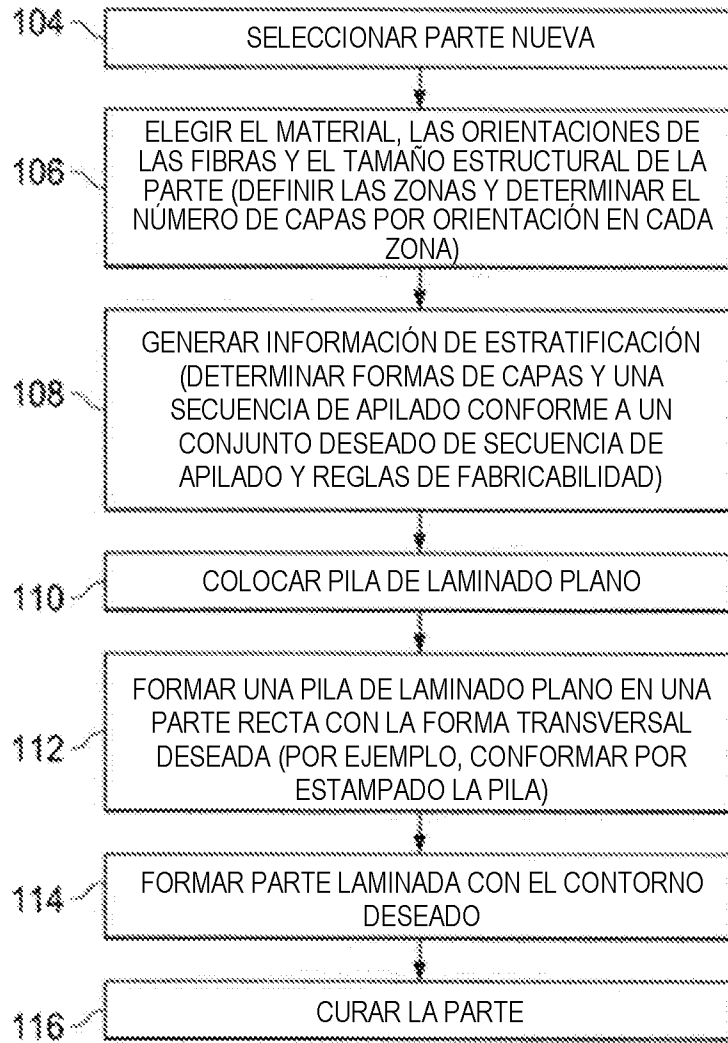 104
SELECCIONAR PARTE NUEVA
106
ELEGIR EL MATERIAL, LAS ORIENTACIONES DE
LAS FIBRAS Y EL TAMAÑO ESTRUCTURAL DE LA
PARTE (DEFINIR LAS ZONAS Y DETERMINAR EL
NÚMERO DE CAPAS POR ORIENTACIÓN EN CADA
ZONA)
108
GENERAR INFORMACIÓN DE ESTRATIFICACIÓN
(DETERMINAR FORMAS DE CAPAS Y UNA
SECUENCIA DE APILADO CONFORME A UN
CONJUNTO DESEADO DE SECUENCIA DE
APILADO Y REGLAS DE FABRICABILIDAD)
110
COLOCAR PILA DE LAMINADO PLANO
112
FORMAR UNA PILA DE LAMINADO PLANO EN UNA
PARTE RECTA CON LA FORMA TRANSVERSAL
DESEADA (POR EJEMPLO, CONFORMAR POR
ESTAMPADO LA PILA)
114
FORMAR PARTE LAMINADA CON EL CONTORNO
DESEADO
116
CURAR LA PARTE